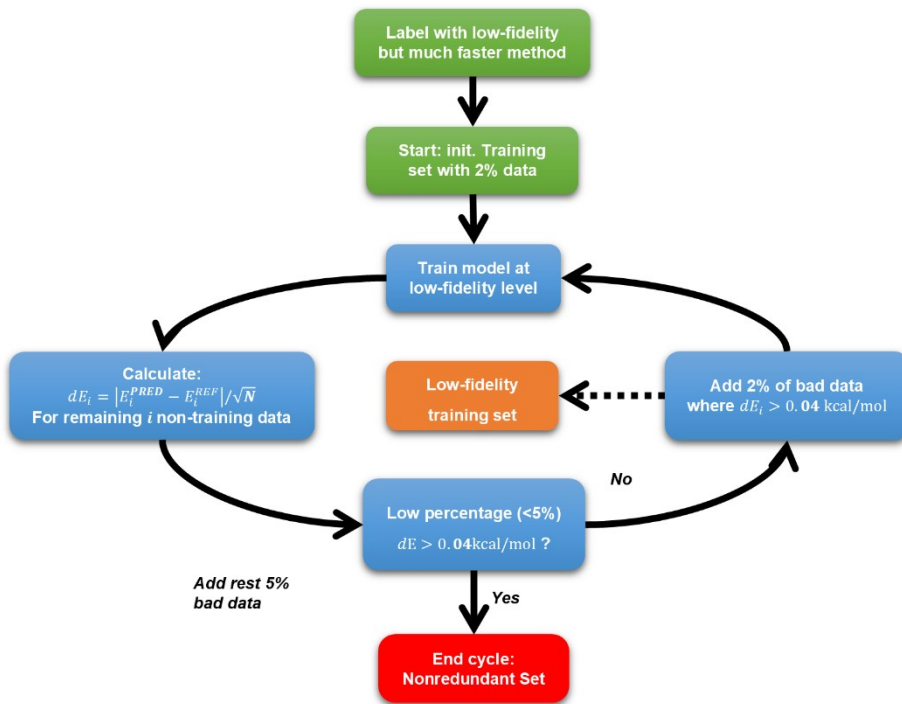 Label with low-fidelity
but much faster method
Start: init. Training
set with 2% data
Train model at
low-fidelity level
Calculate:
dE_i = |E_i^PRED − E_i^REF|/√N
For remaining i non-training data
Low-fidelity
training set
Add 2% of bad data
where dE_i > 0.04 kcal/mol
No
Low percentage (<5%)
dE > 0.04kcal/mol ?
Add rest 5%
bad data
Yes
End cycle:
Nonredundant Set